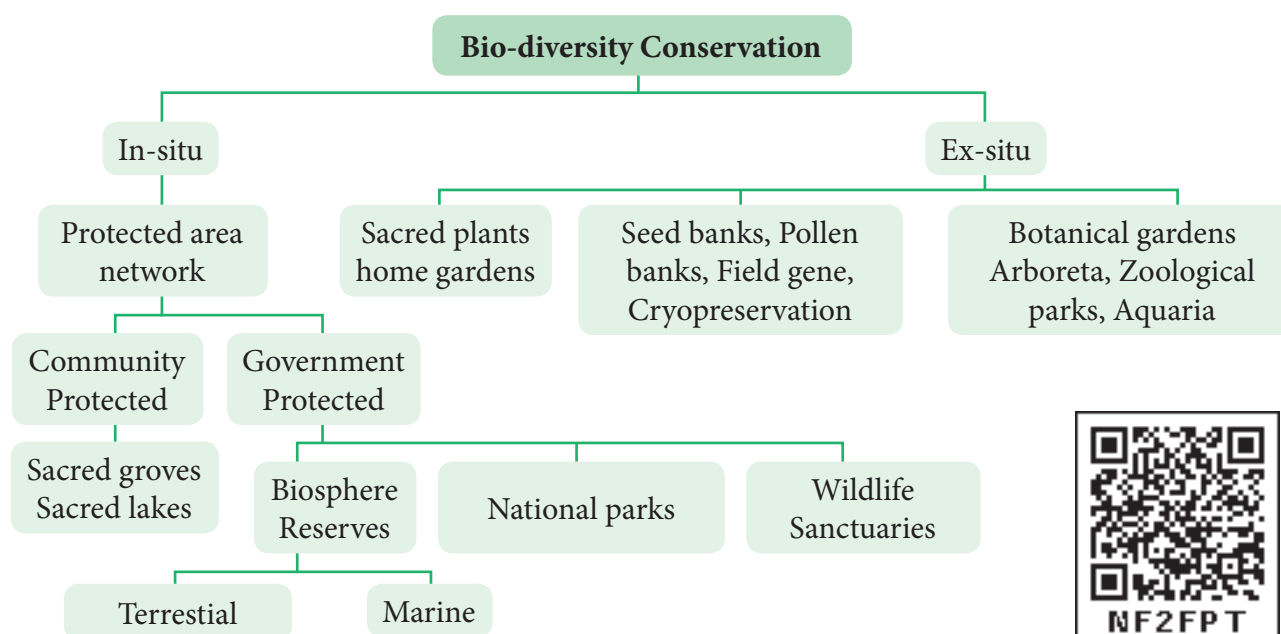 Bio-diversity Conservation
In-situ
Ex-situ
Protected area
network
Sacred plants
home gardens
Seed banks, Pollen
banks, Field gene,
Cryopreservation
Botanical gardens
Arboreta, Zoological
parks, Aquaria
Community
Protected
Government
Protected
Sacred groves
Sacred lakes
Biosphere
Reserves
National parks
Wildlife
Sanctuaries
Terrestial
Marine
NF2FPT